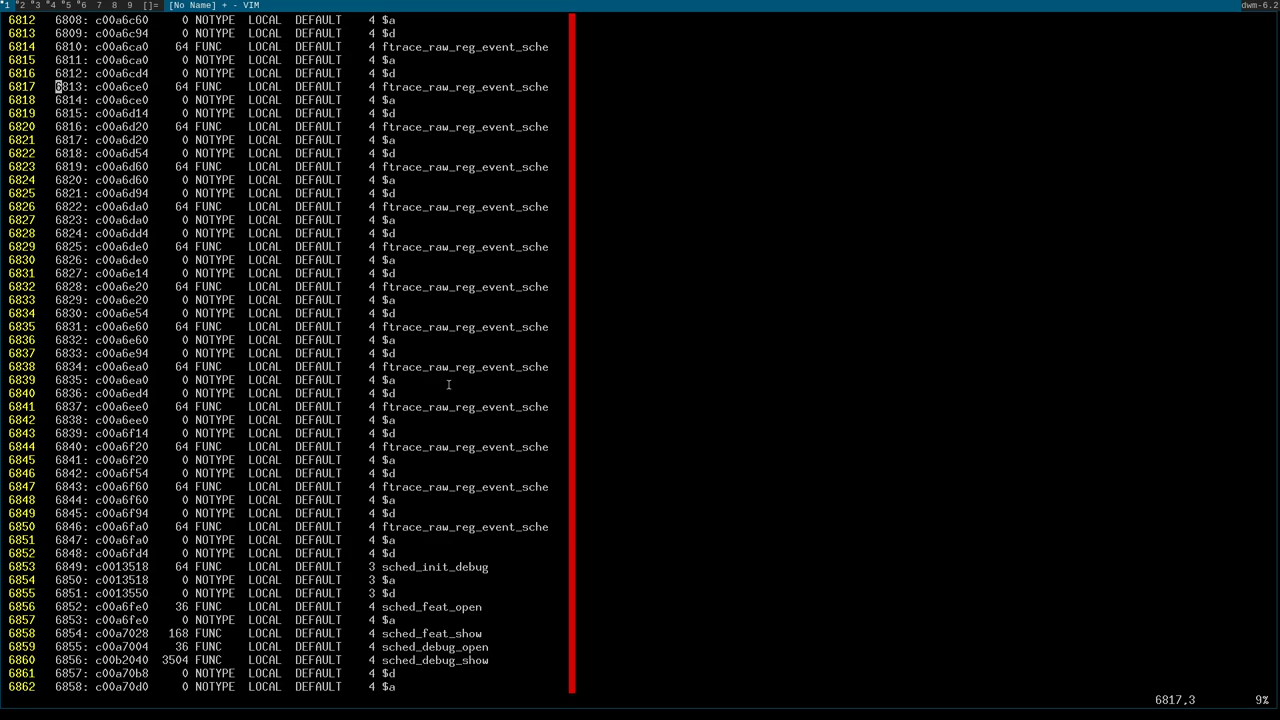 1 2 3 4 5 6 7 8 9 []= [No Name] + - VIM dwm-6.2
6812 6808: c00a6c60 0 NOTYPE LOCAL DEFAULT 4 $a
6813 6809: c00a6c94 0 NOTYPE LOCAL DEFAULT 4 $d
6814 6810: c00a6ca0 64 FUNC LOCAL DEFAULT 4 ftrace_raw_reg_event_sche
6815 6811: c00a6ca0 0 NOTYPE LOCAL DEFAULT 4 $a
6816 6812: c00a6cd4 0 NOTYPE LOCAL DEFAULT 4 $d
6817 6813: c00a6ce0 64 FUNC LOCAL DEFAULT 4 ftrace_raw_reg_event_sche
6818 6814: c00a6ce0 0 NOTYPE LOCAL DEFAULT 4 $a
6819 6815: c00a6d14 0 NOTYPE LOCAL DEFAULT 4 $d
6820 6816: c00a6d20 64 FUNC LOCAL DEFAULT 4 ftrace_raw_reg_event_sche
6821 6817: c00a6d20 0 NOTYPE LOCAL DEFAULT 4 $a
6822 6818: c00a6d54 0 NOTYPE LOCAL DEFAULT 4 $d
6823 6819: c00a6d60 64 FUNC LOCAL DEFAULT 4 ftrace_raw_reg_event_sche
6824 6820: c00a6d60 0 NOTYPE LOCAL DEFAULT 4 $a
6825 6821: c00a6d94 0 NOTYPE LOCAL DEFAULT 4 $d
6826 6822: c00a6da0 64 FUNC LOCAL DEFAULT 4 ftrace_raw_reg_event_sche
6827 6823: c00a6da0 0 NOTYPE LOCAL DEFAULT 4 $a
6828 6824: c00a6dd4 0 NOTYPE LOCAL DEFAULT 4 $d
6829 6825: c00a6de0 64 FUNC LOCAL DEFAULT 4 ftrace_raw_reg_event_sche
6830 6826: c00a6de0 0 NOTYPE LOCAL DEFAULT 4 $a
6831 6827: c00a6e14 0 NOTYPE LOCAL DEFAULT 4 $d
6832 6828: c00a6e20 64 FUNC LOCAL DEFAULT 4 ftrace_raw_reg_event_sche
6833 6829: c00a6e20 0 NOTYPE LOCAL DEFAULT 4 $a
6834 6830: c00a6e54 0 NOTYPE LOCAL DEFAULT 4 $d
6835 6831: c00a6e60 64 FUNC LOCAL DEFAULT 4 ftrace_raw_reg_event_sche
6836 6832: c00a6e60 0 NOTYPE LOCAL DEFAULT 4 $a
6837 6833: c00a6e94 0 NOTYPE LOCAL DEFAULT 4 $d
6838 6834: c00a6ea0 64 FUNC LOCAL DEFAULT 4 ftrace_raw_reg_event_sche
6839 6835: c00a6ea0 0 NOTYPE LOCAL DEFAULT 4 $a
6840 6836: c00a6ed4 0 NOTYPE LOCAL DEFAULT 4 $d
6841 6837: c00a6ee0 64 FUNC LOCAL DEFAULT 4 ftrace_raw_reg_event_sche
6842 6838: c00a6ee0 0 NOTYPE LOCAL DEFAULT 4 $a
6843 6839: c00a6f14 0 NOTYPE LOCAL DEFAULT 4 $d
6844 6840: c00a6f20 64 FUNC LOCAL DEFAULT 4 ftrace_raw_reg_event_sche
6845 6841: c00a6f20 0 NOTYPE LOCAL DEFAULT 4 $a
6846 6842: c00a6f54 0 NOTYPE LOCAL DEFAULT 4 $d
6847 6843: c00a6f60 64 FUNC LOCAL DEFAULT 4 ftrace_raw_reg_event_sche
6848 6844: c00a6f60 0 NOTYPE LOCAL DEFAULT 4 $a
6849 6845: c00a6f94 0 NOTYPE LOCAL DEFAULT 4 $d
6850 6846: c00a6fa0 64 FUNC LOCAL DEFAULT 4 ftrace_raw_reg_event_sche
6851 6847: c00a6fa0 0 NOTYPE LOCAL DEFAULT 4 $a
6852 6848: c00a6fd4 0 NOTYPE LOCAL DEFAULT 4 $d
6853 6849: c0013518 64 FUNC LOCAL DEFAULT 3 sched_init_debug
6854 6850: c0013518 0 NOTYPE LOCAL DEFAULT 3 $a
6855 6851: c0013550 0 NOTYPE LOCAL DEFAULT 3 $d
6856 6852: c00a6fe0 36 FUNC LOCAL DEFAULT 4 sched_feat_open
6857 6853: c00a6fe0 0 NOTYPE LOCAL DEFAULT 4 $a
6858 6854: c00a7028 168 FUNC LOCAL DEFAULT 4 sched_feat_show
6859 6855: c00a7004 36 FUNC LOCAL DEFAULT 4 sched_debug_open
6860 6856: c00b2040 3504 FUNC LOCAL DEFAULT 4 sched_debug_show
6861 6857: c00a70b8 0 NOTYPE LOCAL DEFAULT 4 $d
6862 6858: c00a70d0 0 NOTYPE LOCAL DEFAULT 4 $a
6817,3 9%